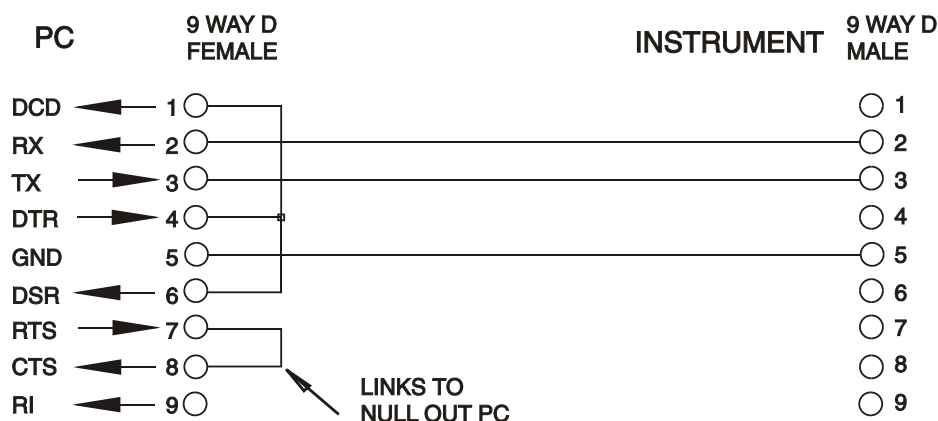 PC
9 WAY D
FEMALE
INSTRUMENT
9 WAY D
MALE
DCD 1 1
RX 2 2
TX 3 3
DTR 4 4
GND 5 5
DSR 6 6
RTS 7 7
CTS 8 8
RI 9 9
LINKS TO
NULL OUT PC